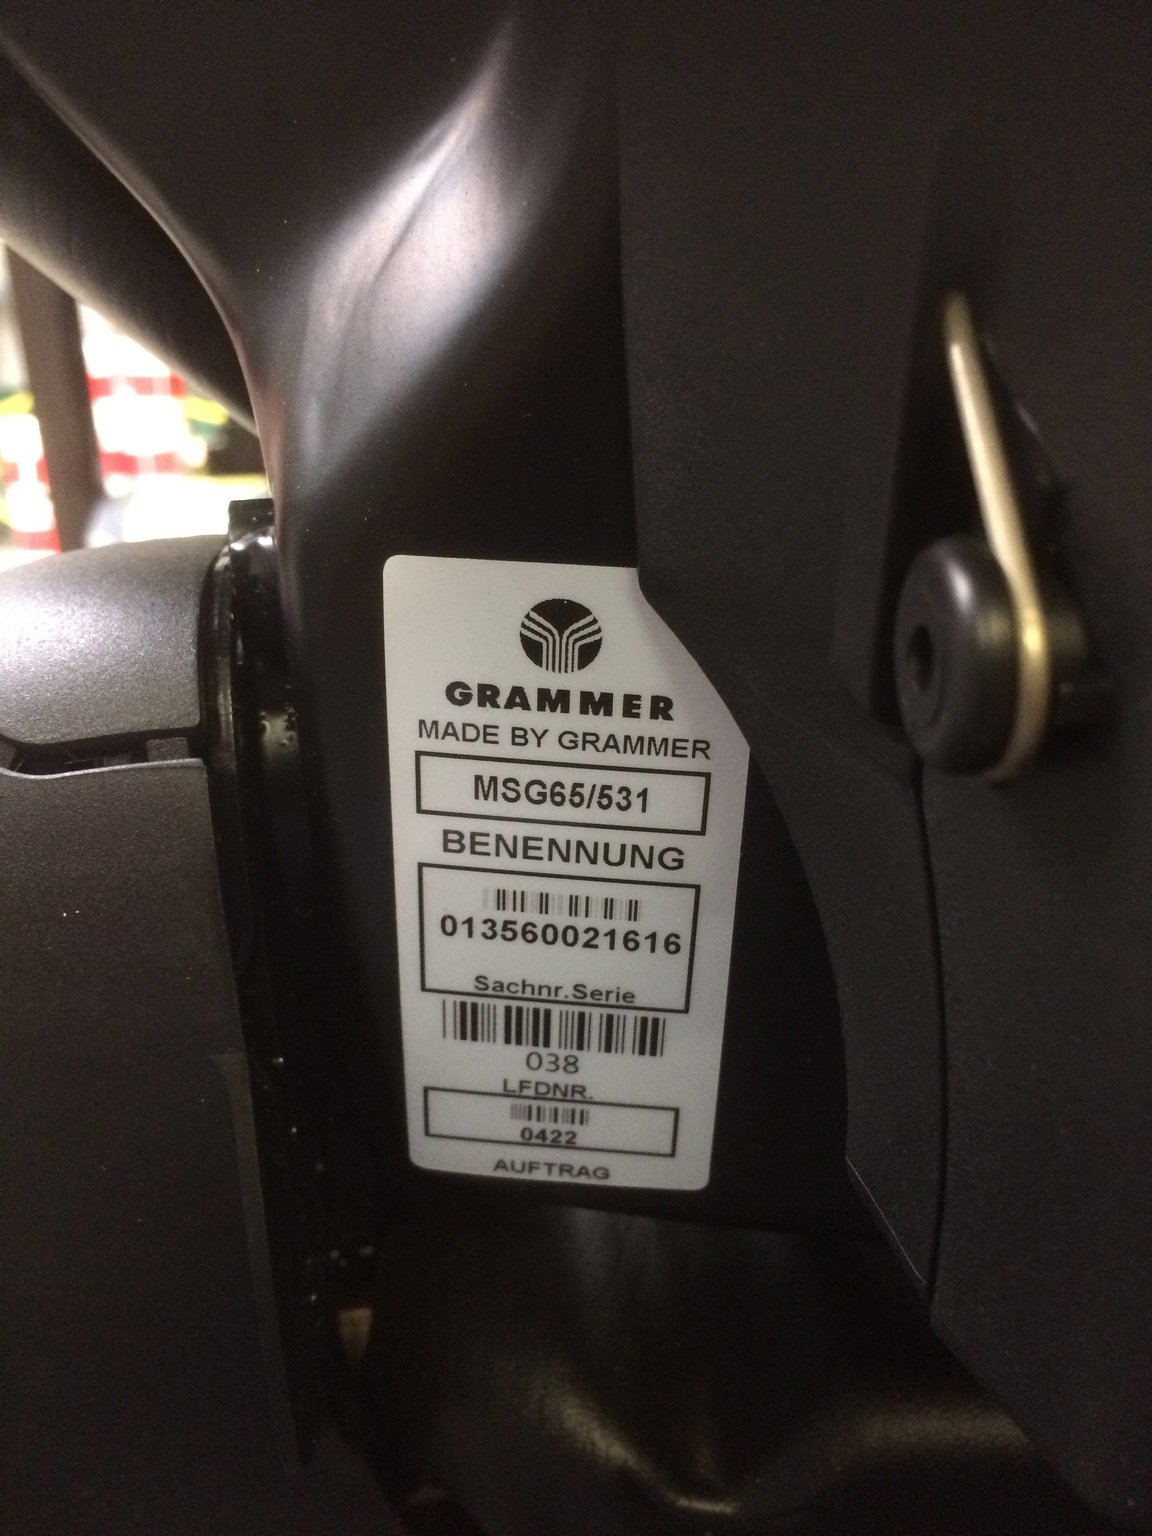 GRAMMER
MADE BY GRAMMER
MSG65/531
BENENNUNG
013560021616
Sachnr.Serie
038
LFDNR.
0422
AUFTRAG